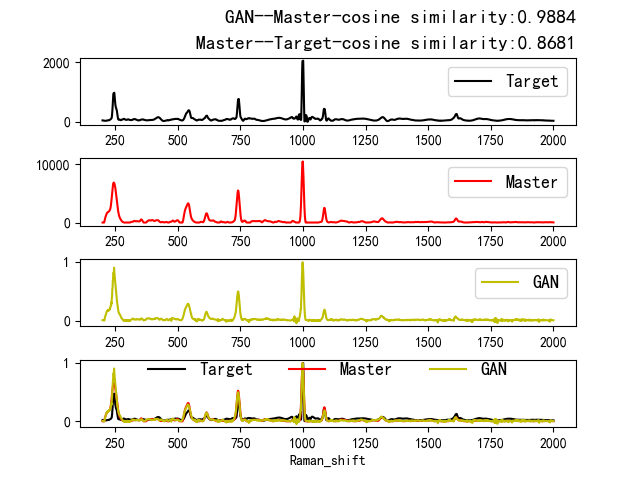 GAN--Master-cosine similarity:0.9884
Master--Target-cosine similarity:0.8681
2000
0
Target
250 500 750 1000 1250 1500 1750 2000
10000
0
Master
250 500 750 1000 1250 1500 1750 2000
1
0
GAN
250 500 750 1000 1250 1500 1750 2000
1
0
Target Master GAN
250 500 750 1000 1250 1500 1750 2000
Raman_shift